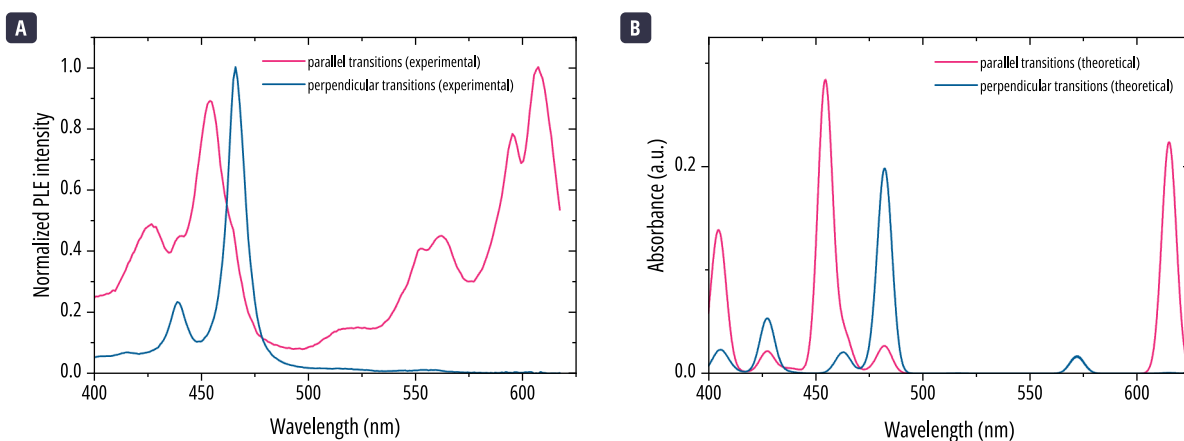 A
parallel transitions (experimental)
perpendicular transitions (experimental)
Normalized PLE intensity
1.0
0.8
0.6
0.4
0.2
0.0
400 450 500 550 600
Wavelength (nm)
B
parallel transitions (theoretical)
perpendicular transitions (theoretical)
Absorbance (a.u.)
0.2
0.0
400 450 500 550 600
Wavelength (nm)